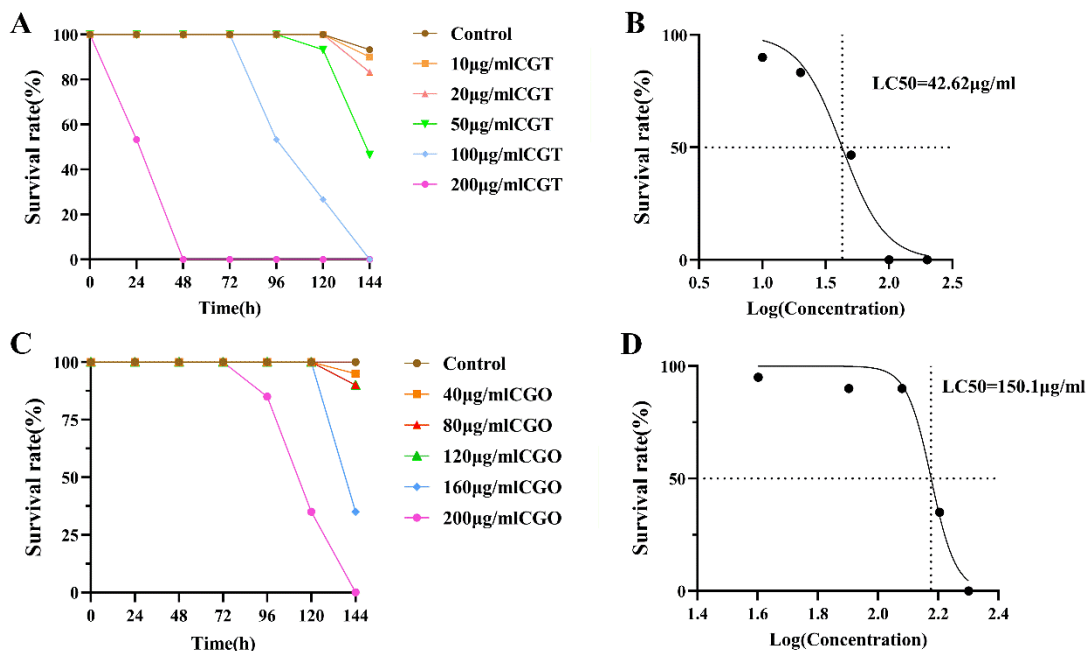 A
Survival rate(%)
100
80
60
40
20
0
0 24 48 72 96 120 144
Time(h)
Control
10μg/mlCGT
20μg/mlCGT
50μg/mlCGT
100μg/mlCGT
200μg/mlCGT
B
Survival rate(%)
100
50
0
0.5 1.0 1.5 2.0 2.5
Log(Concentration)
LC50=42.62μg/ml
C
Survival rate(%)
100
75
50
25
0
0 24 48 72 96 120 144
Time(h)
Control
40μg/mlCGO
80μg/mlCGO
120μg/mlCGO
160μg/mlCGO
200μg/mlCGO
D
Survival rate(%)
100
50
0
1.4 1.6 1.8 2.0 2.2 2.4
Log(Concentration)
LC50=150.1μg/ml